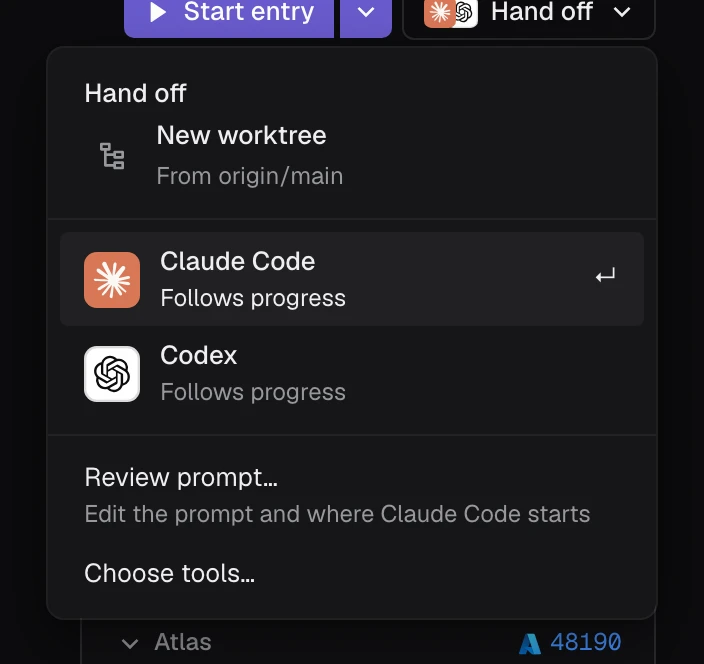 Start entry
Hand off
Hand off
New worktree
From origin/main
Claude Code
Follows progress
Codex
Follows progress
Review prompt...
Edit the prompt and where Claude Code starts
Choose tools...
Atlas
48190